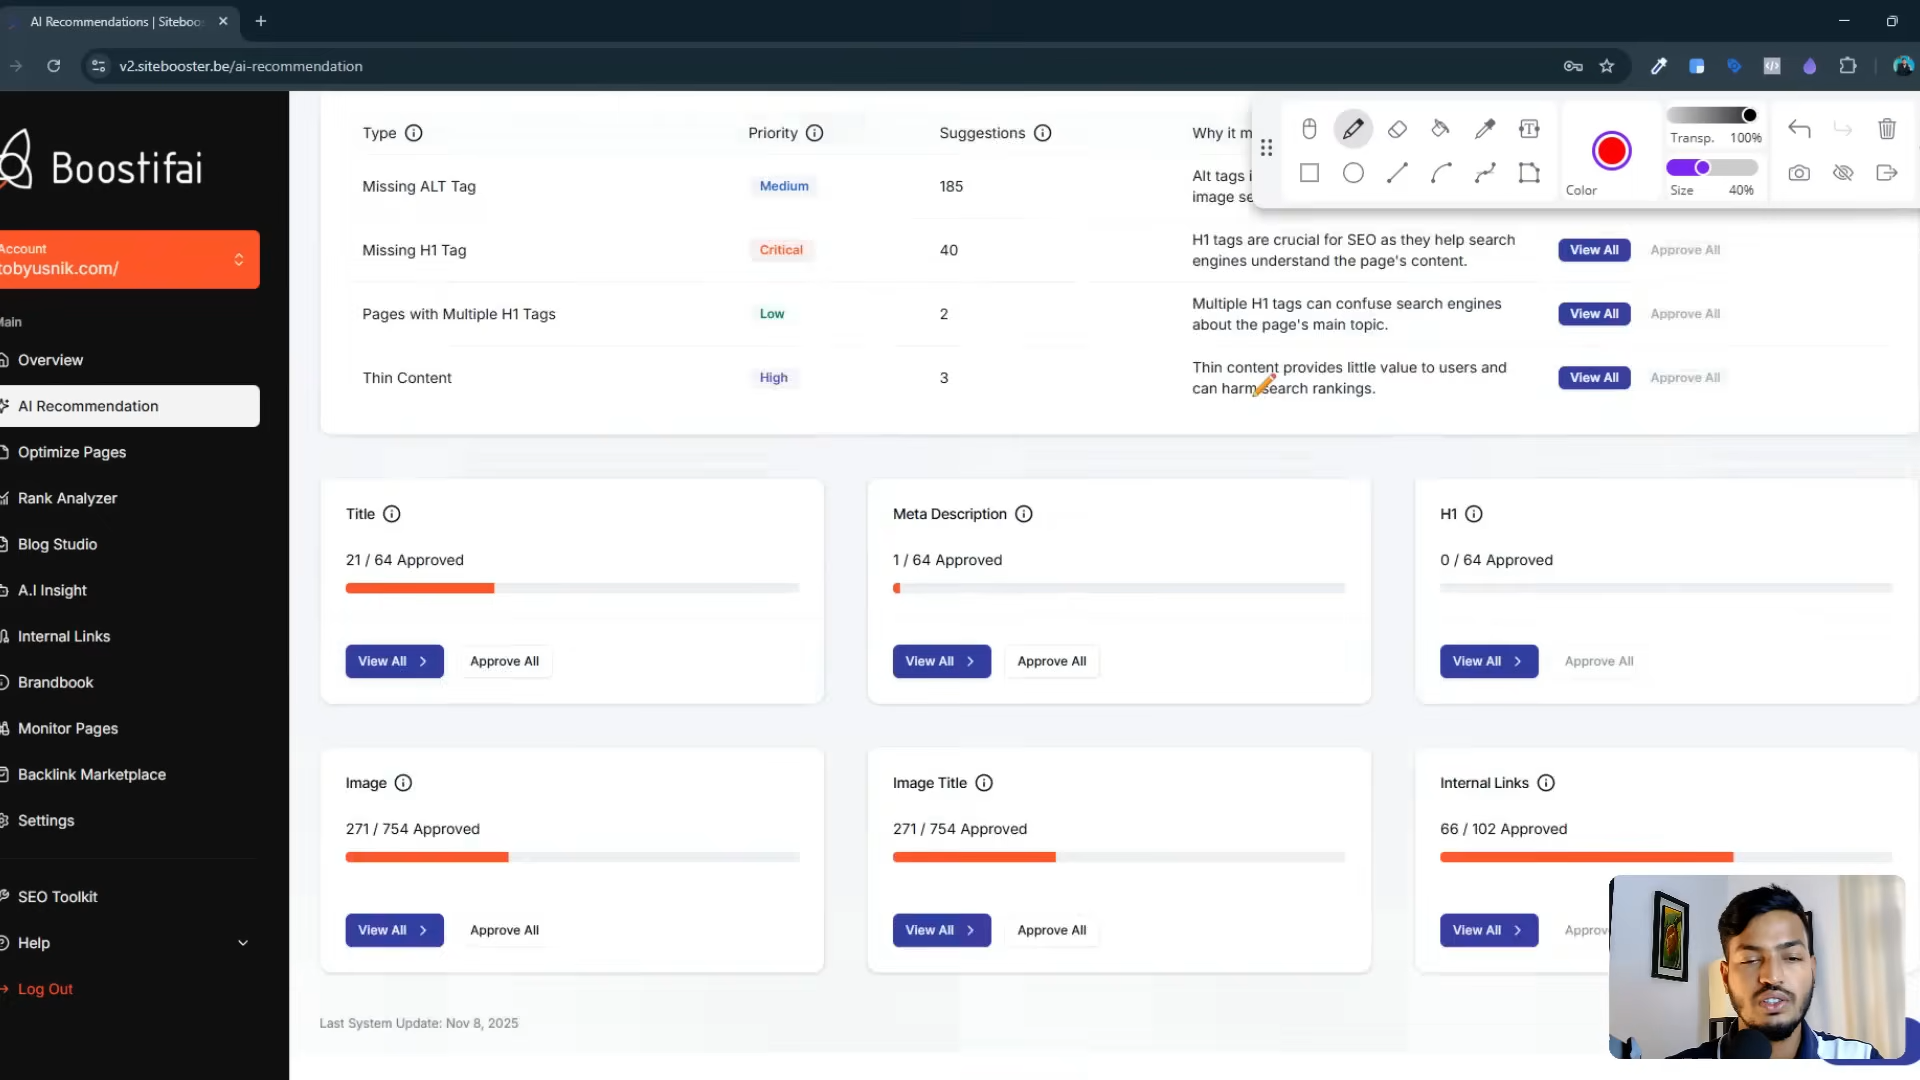 AI Recommendations | Siteboos
v2.sitebooster.be/ai-recommendation
Transp. 100%
Color
Size 40%
Boostifai
Account
tobyusnik.com/
Main
Overview
AI Recommendation
Optimize Pages
Rank Analyzer
Blog Studio
A.I Insight
Internal Links
Brandbook
Monitor Pages
Backlink Marketplace
Settings
SEO Toolkit
Help
Log Out
Type Priority Suggestions Why it m
Missing ALT Tag Medium 185 Alt tags i
image se
Missing H1 Tag Critical 40 H1 tags are crucial for SEO as they help search
engines understand the page's content. View All Approve All
Pages with Multiple H1 Tags Low 2 Multiple H1 tags can confuse search engines
about the page's main topic. View All Approve All
Thin Content High 3 Thin content provides little value to users and
can harm search rankings. View All Approve All
Title
21 / 64 Approved
View All Approve All
Meta Description
1 / 64 Approved
View All Approve All
H1
0 / 64 Approved
View All Approve All
Image
271 / 754 Approved
View All Approve All
Image Title
271 / 754 Approved
View All Approve All
Internal Links
66 / 102 Approved
View All Approv
Last System Update: Nov 8, 2025